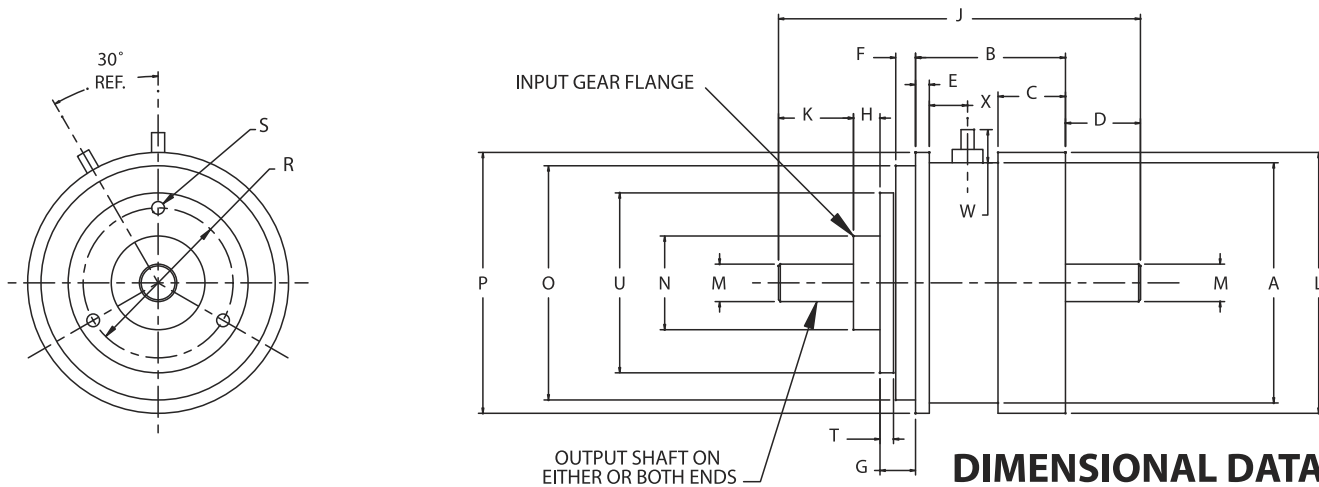 J
30°
REF.
F
B
INPUT GEAR FLANGE
E
K
H
X
C
D
S
R
W
P
O
U
N
M
M
A
L
T
G
OUTPUT SHAFT ON
EITHER OR BOTH ENDS
DIMENSIONAL DATA